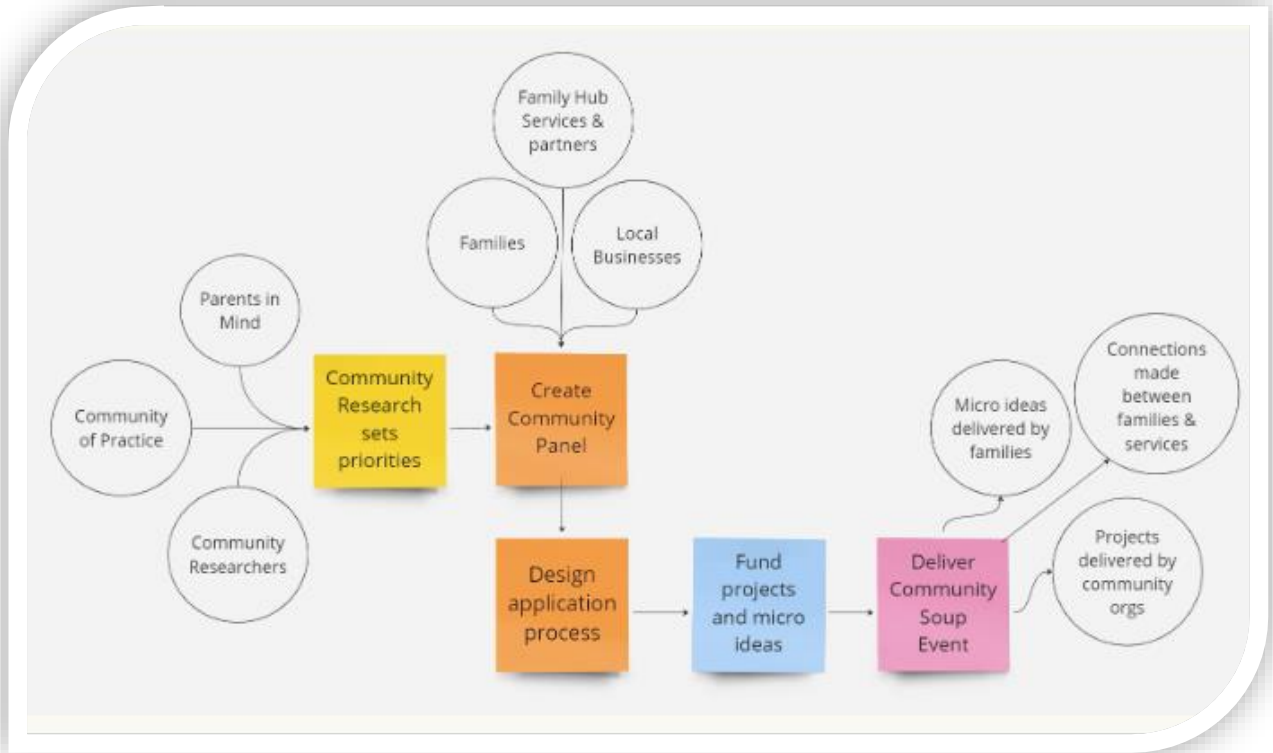 Family Hub
Services &
partners
Families
Local
Businesses
Parents in
Mind
Community
of Practice
Community
Researchers
Community
Research
sets
priorities
Create
Community
Panel
Design
application
process
Fund
projects
and micro
ideas
Deliver
Community
Soup
Event
Micro ideas
delivered by
families
Connections
made
between
families &
services
Projects
delivered by
community
orgs